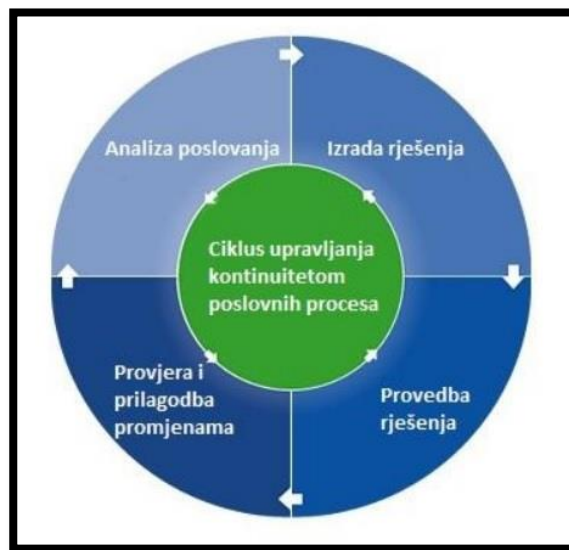 Analiza poslovanja
Izrada rješenja
Ciklus upravljanja
kontinuitetom
poslovnih procesa
Provjera i
prilagodba
promjenama
Provedba
rješenja